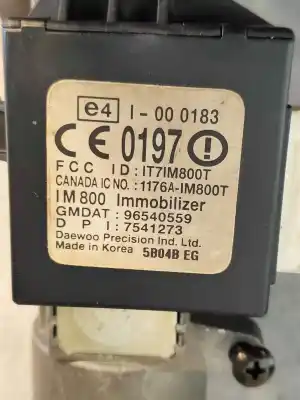 e4 I-00 0183
CE 0197 !
FCC ID : IT7IM800T
CANADA IC NO. : 1176A-IM800T
IM 800 Immobilizer
GMDAT : 96540559
D P I : 7541273
Daewoo Precision Ind. Ltd.
Made in Korea 5B04B EG